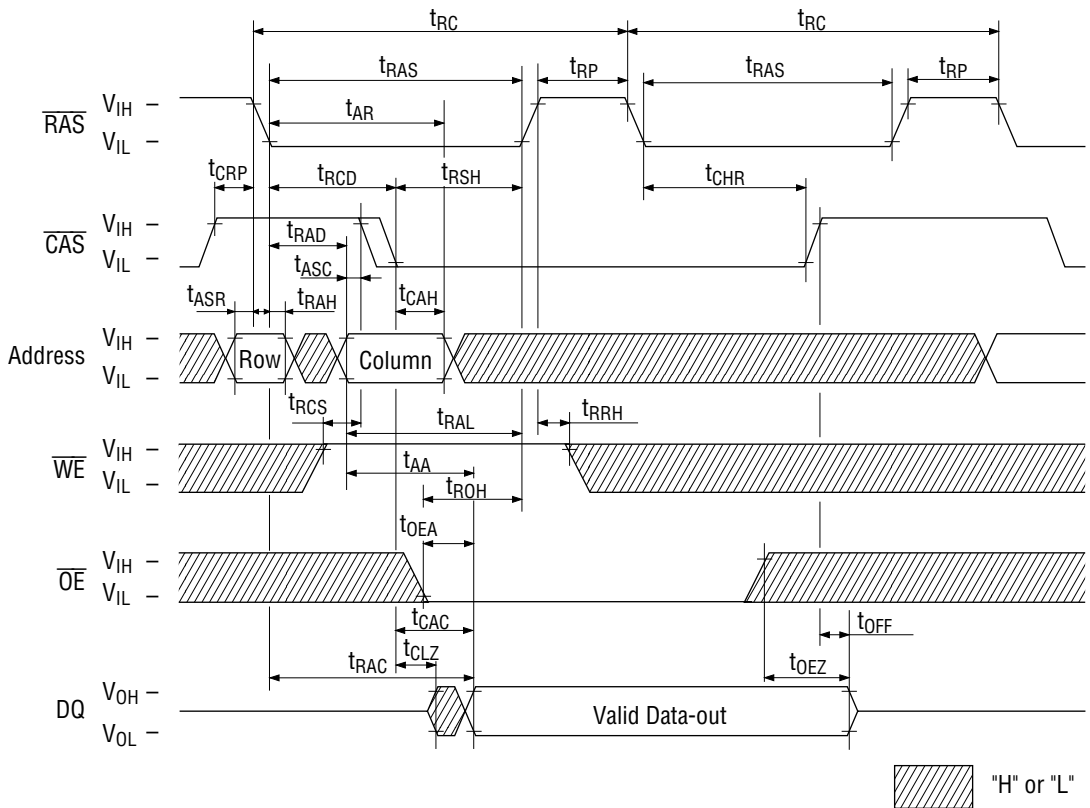 tRC tRC
tRAS tRP tRAS tRP
VIH
RAS
VIL
tAR
tCRP tRCD tRSH tCHR
VIH
CAS
VIL
tRAD
tASC
tASR tRAH tCAH
VIH
Address Row Column
VIL
tRCS tRAL tRRH
VIH
WE
VIL
tAA
tROH
tOEA
VIH
OE
VIL
tCAC tOFF
tCLZ
tRAC tOEZ
VOH
DQ Valid Data-out
VOL
"H" or "L"